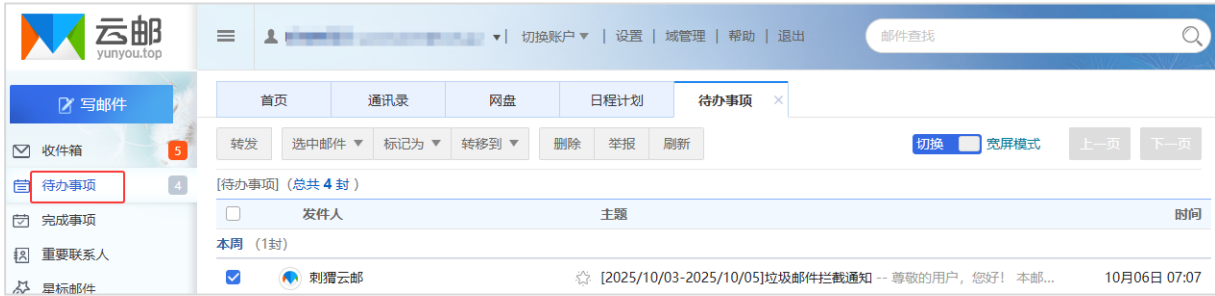 云邮
yunyou.top
切换账户 | 设置 | 域管理 | 帮助 | 退出
邮件查找
写邮件
首页 通讯录 网盘 日程计划 待办事项 ×
转发 选中邮件 标记为 转移到 删除 举报 刷新 切换 宽屏模式 上一页 下一页
收件箱 5
待办事项 4
[待办事项]（总共 4 封）
完成事项
发件人 主题 时间
重要联系人
本周 （1封）
星标邮件
刺猬云邮 [2025/10/03-2025/10/05]垃圾邮件拦截通知 -- 尊敬的用户，您好！ 本邮... 10月06日 07:07